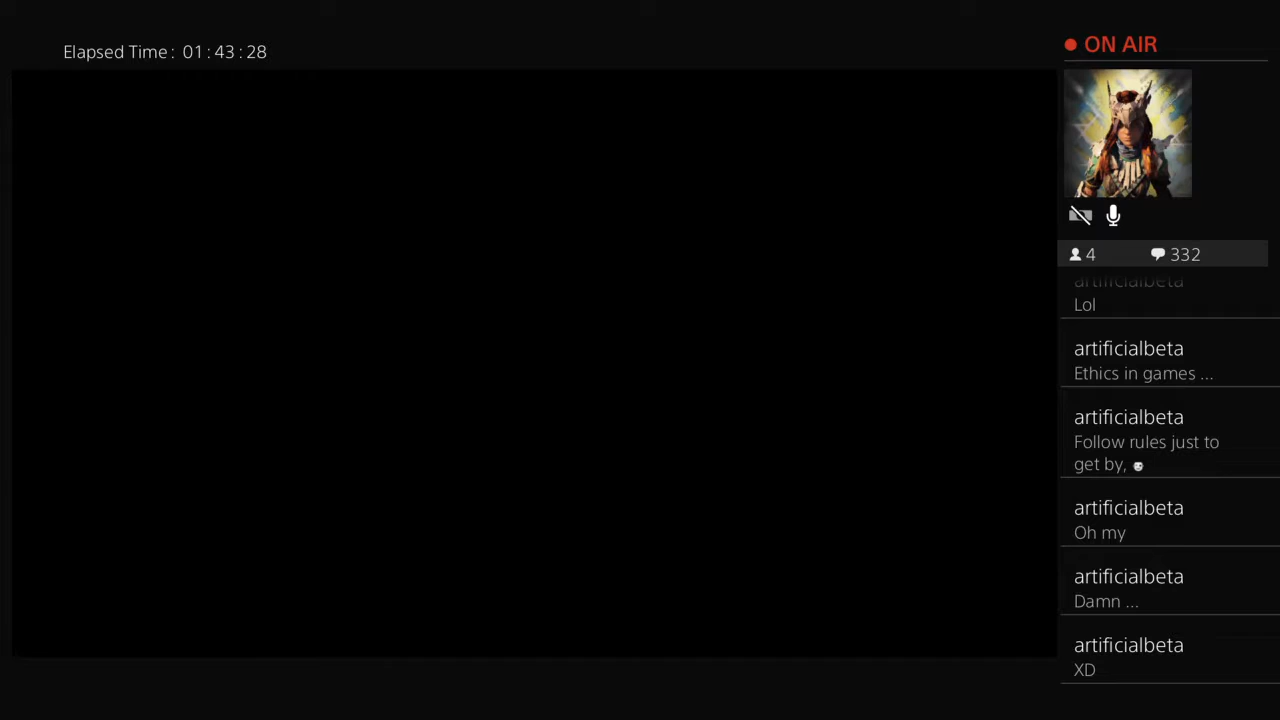 Elapsed Time: 01:43:28
ON AIR
4
332
artificialbeta
Lol
artificialbeta
Ethics in games ...
artificialbeta
Follow rules just to
get by,
artificialbeta
Oh my
artificialbeta
Damn ...
artificialbeta
XD